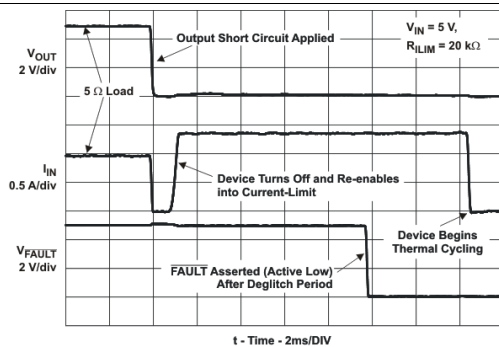 V_OUT
2 V/div
Output Short Circuit Applied
V_IN = 5 V,
R_ILIM = 20 kΩ
5 Ω Load
I_IN
0.5 A/div
Device Turns Off and Re-enables
into Current-Limit
V_FAULT
2 V/div
FAULT Asserted (Active Low)
After Deglitch Period
Device Begins
Thermal Cycling
t - Time - 2ms/DIV